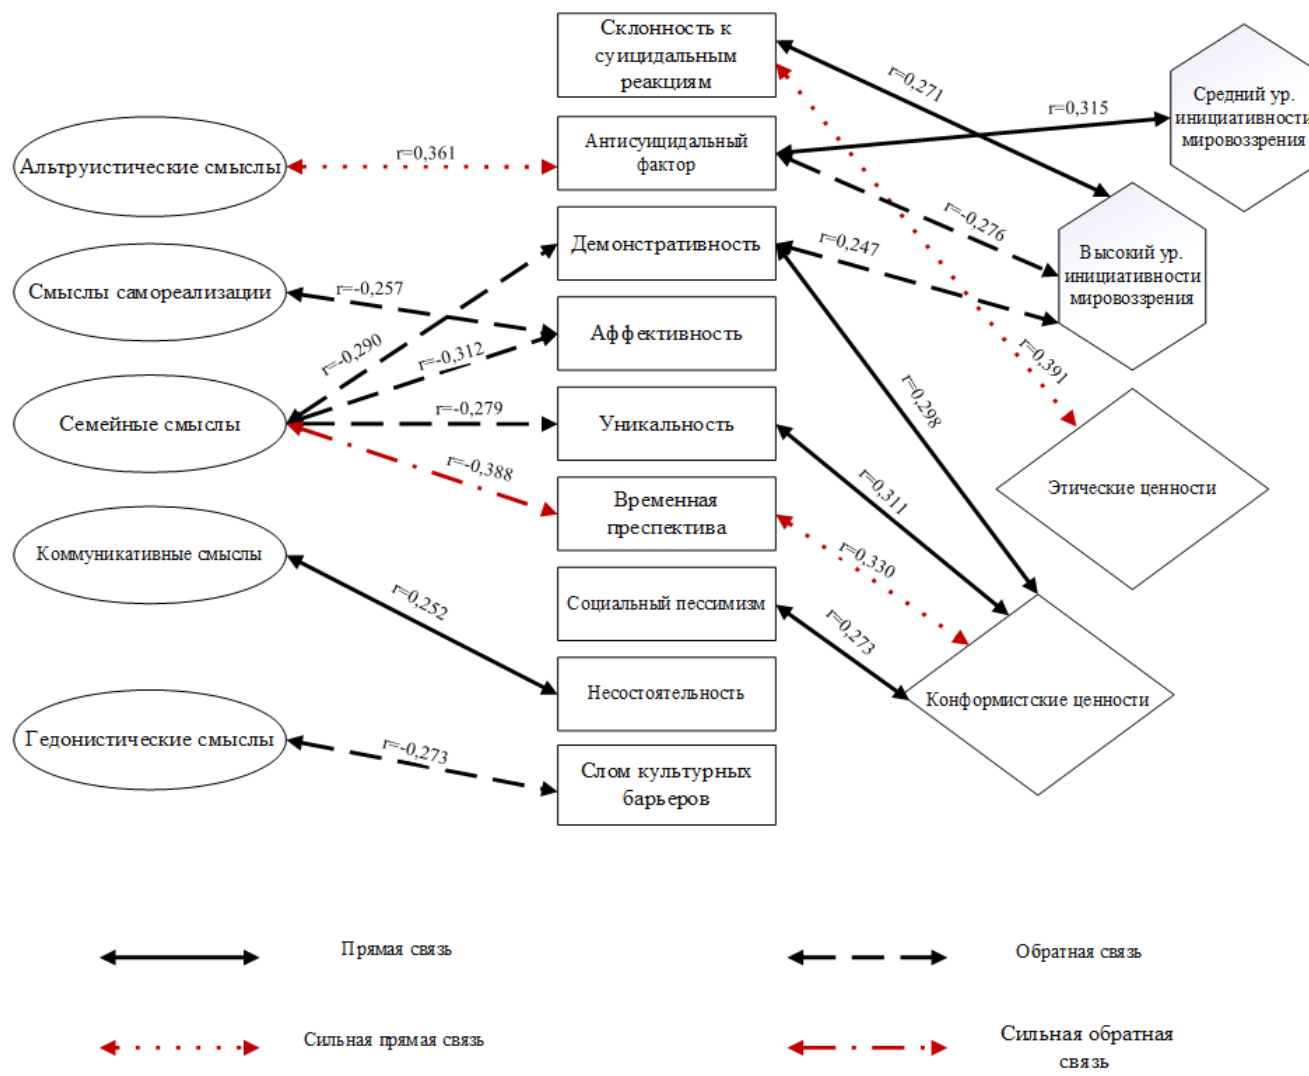 Склонность к
суицидальным
реакциям
r=0,271
Средний ур.
инициативности
мировоззрения
r=0,315
Антисуицидальный
фактор
Альтруистические смыслы
r=0,361
r=-0,276
Демонстративность
r=0,247
Высокий ур.
инициативности
мировоззрения
Смыслы самореализации
r=-0,257
Аффективность
r=-0,290
r=-0,312
r=0,391
Семейные смыслы
r=-0,279
Уникальность
r=0,298
r=-0,388
Временная
преспектива
r=0,311
Этические ценности
Коммуникативные смыслы
r=0,330
r=0,252
Социальный пессимизм
r=0,273
Несостоятельность
Конформистские ценности
Гедонистические смыслы
r=-0,273
Слом культурных
барьеров
Прямая связь
Обратная связь
Сильная прямая связь
Сильная обратная
связь